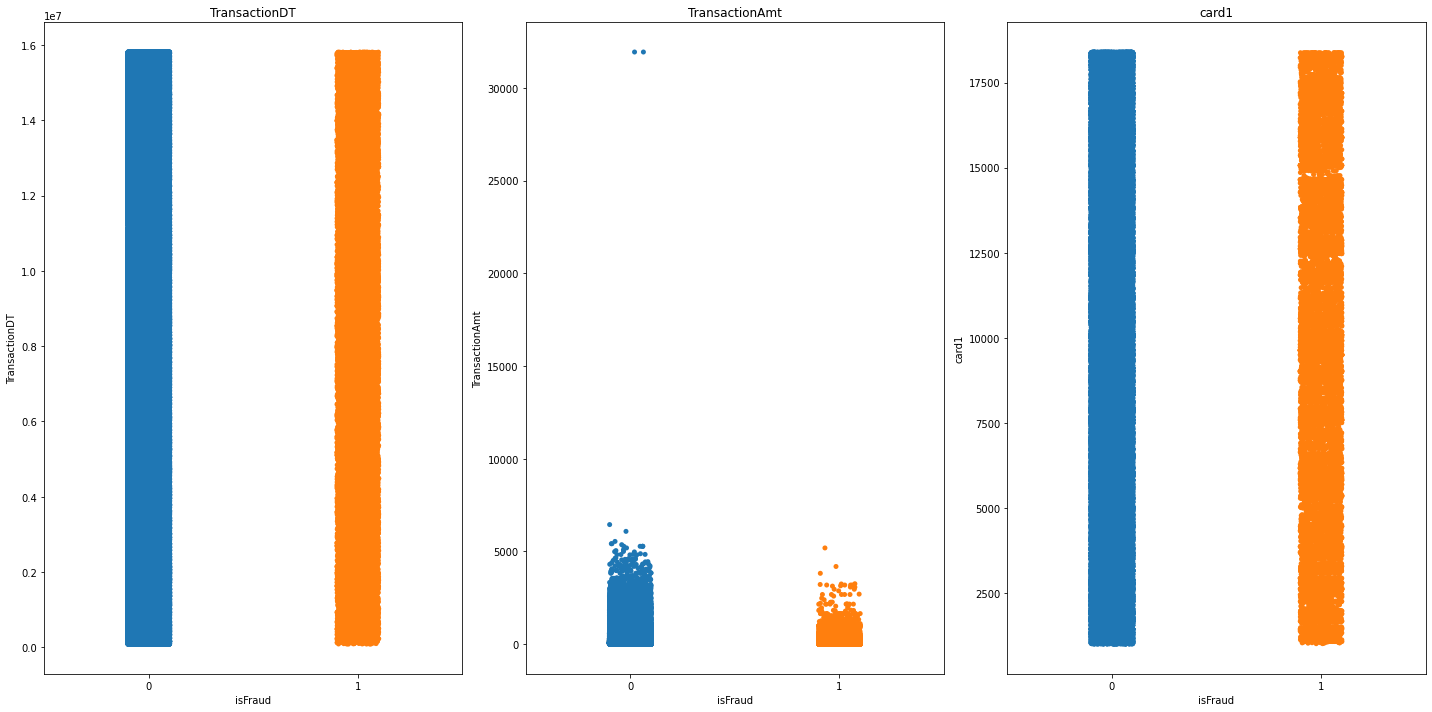 TransactionDT
1e7
1.6
1.4
1.2
1.0
0.8
0.6
0.4
0.2
0.0
TransactionDT
0 1
isFraud
TransactionAmt
30000
25000
20000
15000
10000
5000
0
TransactionAmt
0 1
isFraud
card1
17500
15000
12500
10000
7500
5000
2500
card1
0 1
isFraud